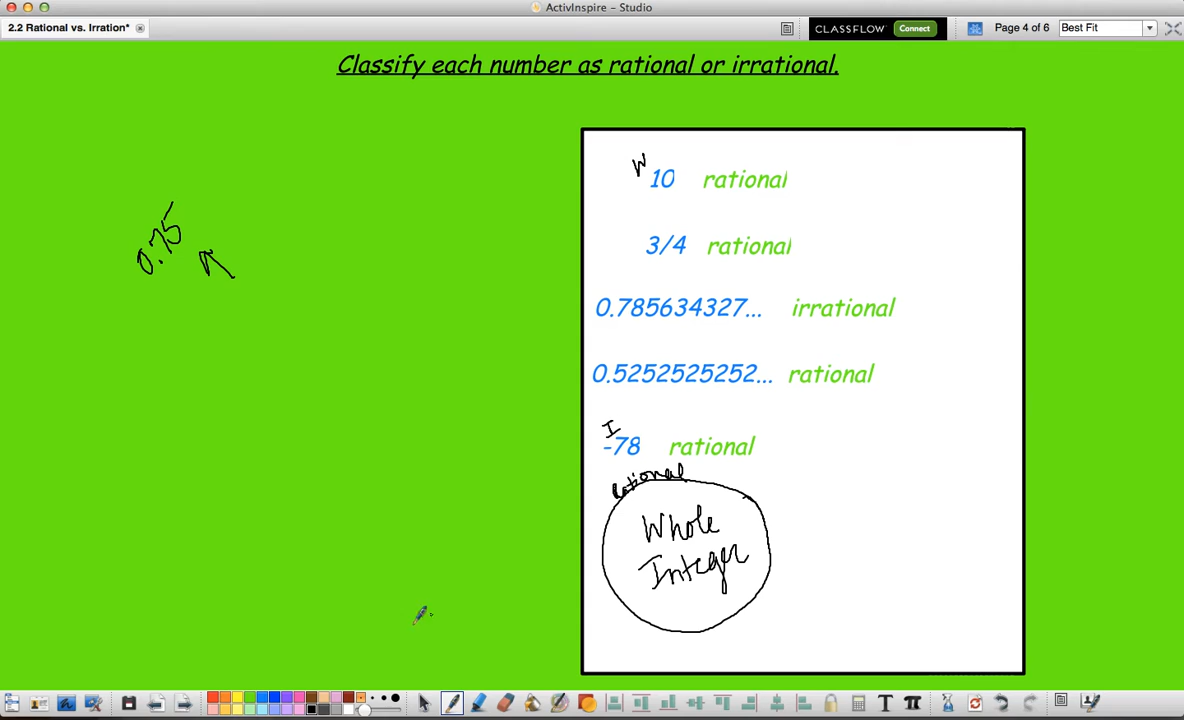 ActivInspire - Studio
2.2 Rational vs. Irration*
CLASSFLOW Connect
Page 4 of 6
Best Fit
Classify each number as rational or irrational.
W
10 rational
0.75
3/4 rational
0.785634327... irrational
0.5252525252... rational
I
-78 rational
rational
Whole
Integer
T π